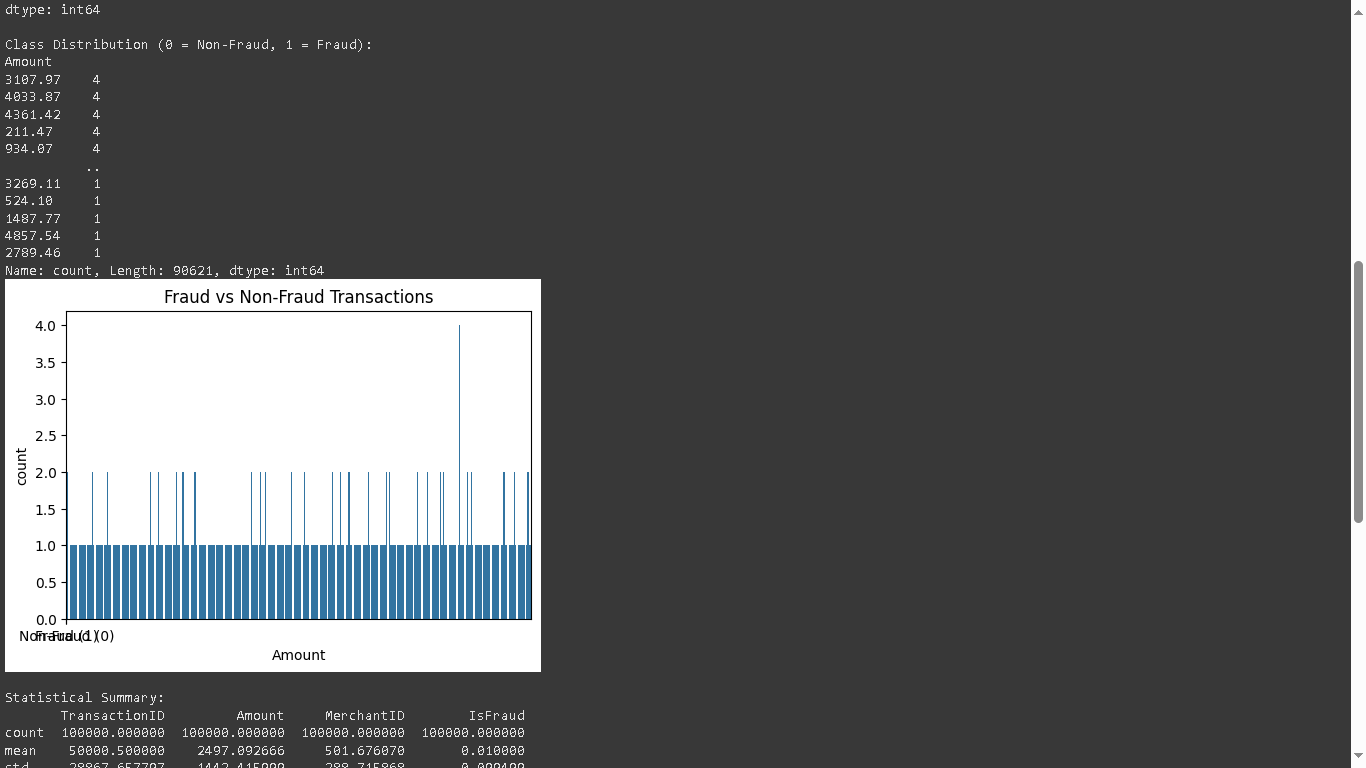 dtype: int64
Class Distribution (0 = Non-Fraud, 1 = Fraud):
Amount
3107.97    4
4033.87    4
4361.42    4
211.47     4
934.07     4
..
3269.11    1
524.10     1
1487.77    1
4857.54    1
2789.46    1
Name: count, Length: 90621, dtype: int64
Fraud vs Non-Fraud Transactions
4.0
3.5
3.0
2.5
2.0
1.5
1.0
0.5
0.0
count
Non-Fraud (0)
Fraud (1)
Amount
Statistical Summary:
TransactionID         Amount     MerchantID        IsFraud
count  100000.000000  100000.000000  100000.000000  100000.000000
mean    50000.500000    2497.092666     501.676070       0.010000
std